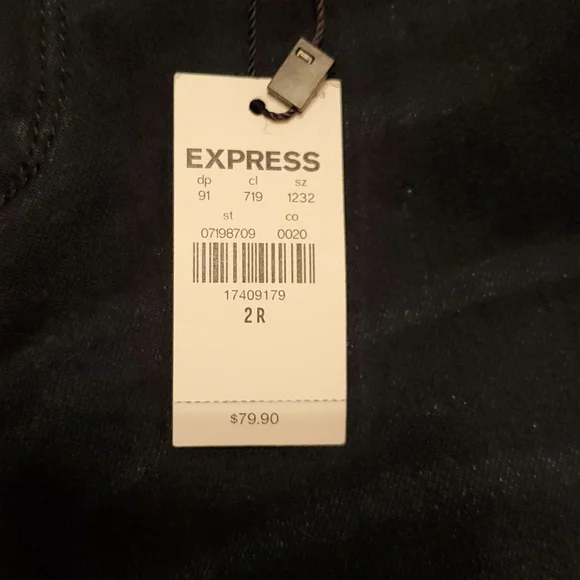 EXPRESS
dp cl sz
91 719 1232
st co
07198709 0020
17409179
2 R
$79.90